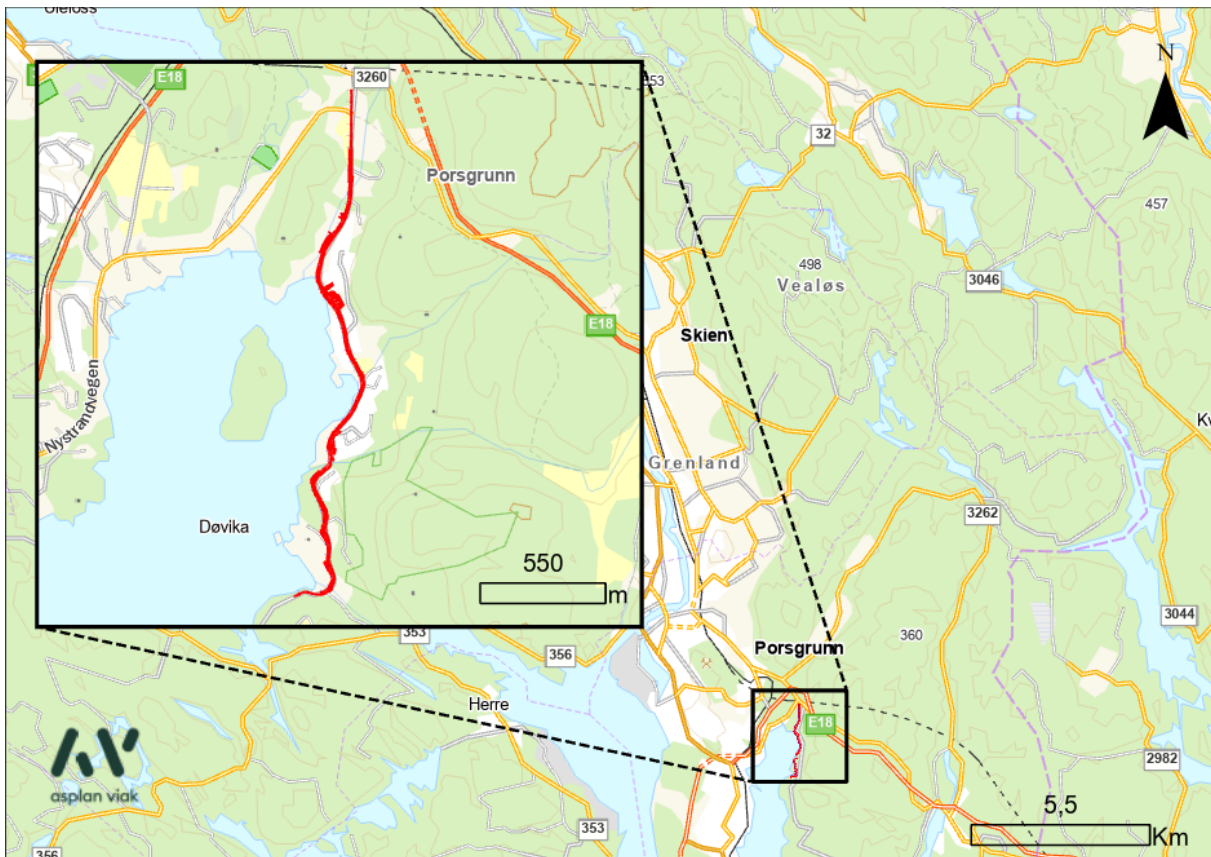 Ulefoss
E18
3260
Porsgrunn
E18
Nystrandvegen
Døvika
550
m
N
353
32
457
498
3046
Vealøs
Skien
Grenland
3262
3044
353
356
Porsgrunn
360
Herre
E18
2982
asplan viak
5,5
Km
353
356